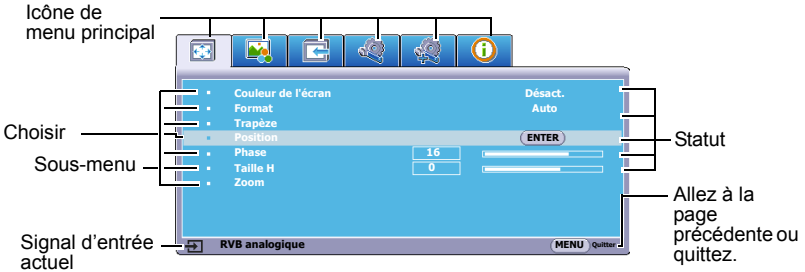 Icône de
menu principal
Couleur de l'écran Désact.
Format Auto
Trapèze
Choisir
Position ENTER
Statut
Phase 16
Sous-menu
Taille H 0
Zoom
Allez à la
page
précédente ou
quittez.
Signal d'entrée
actuel
RVB analogique MENU Quitter